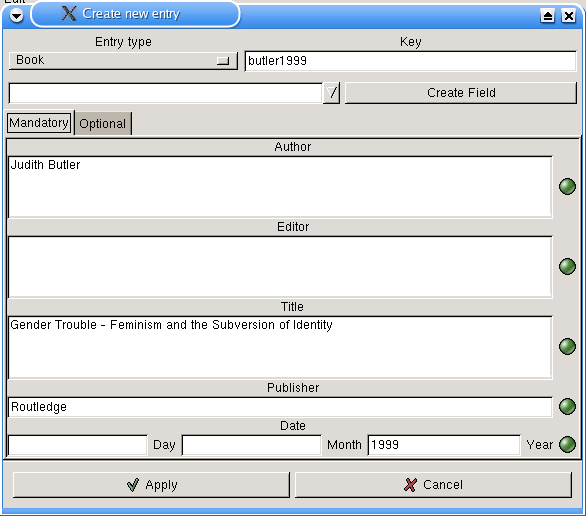 Edit
Create new entry
Entry type
Key
Book
butler1999
Create Field
Mandatory
Optional
Author
Judith Butler
Editor
Title
Gender Trouble - Feminism and the Subversion of Identity
Publisher
Routledge
Date
Day
Month
1999
Year
Apply
Cancel